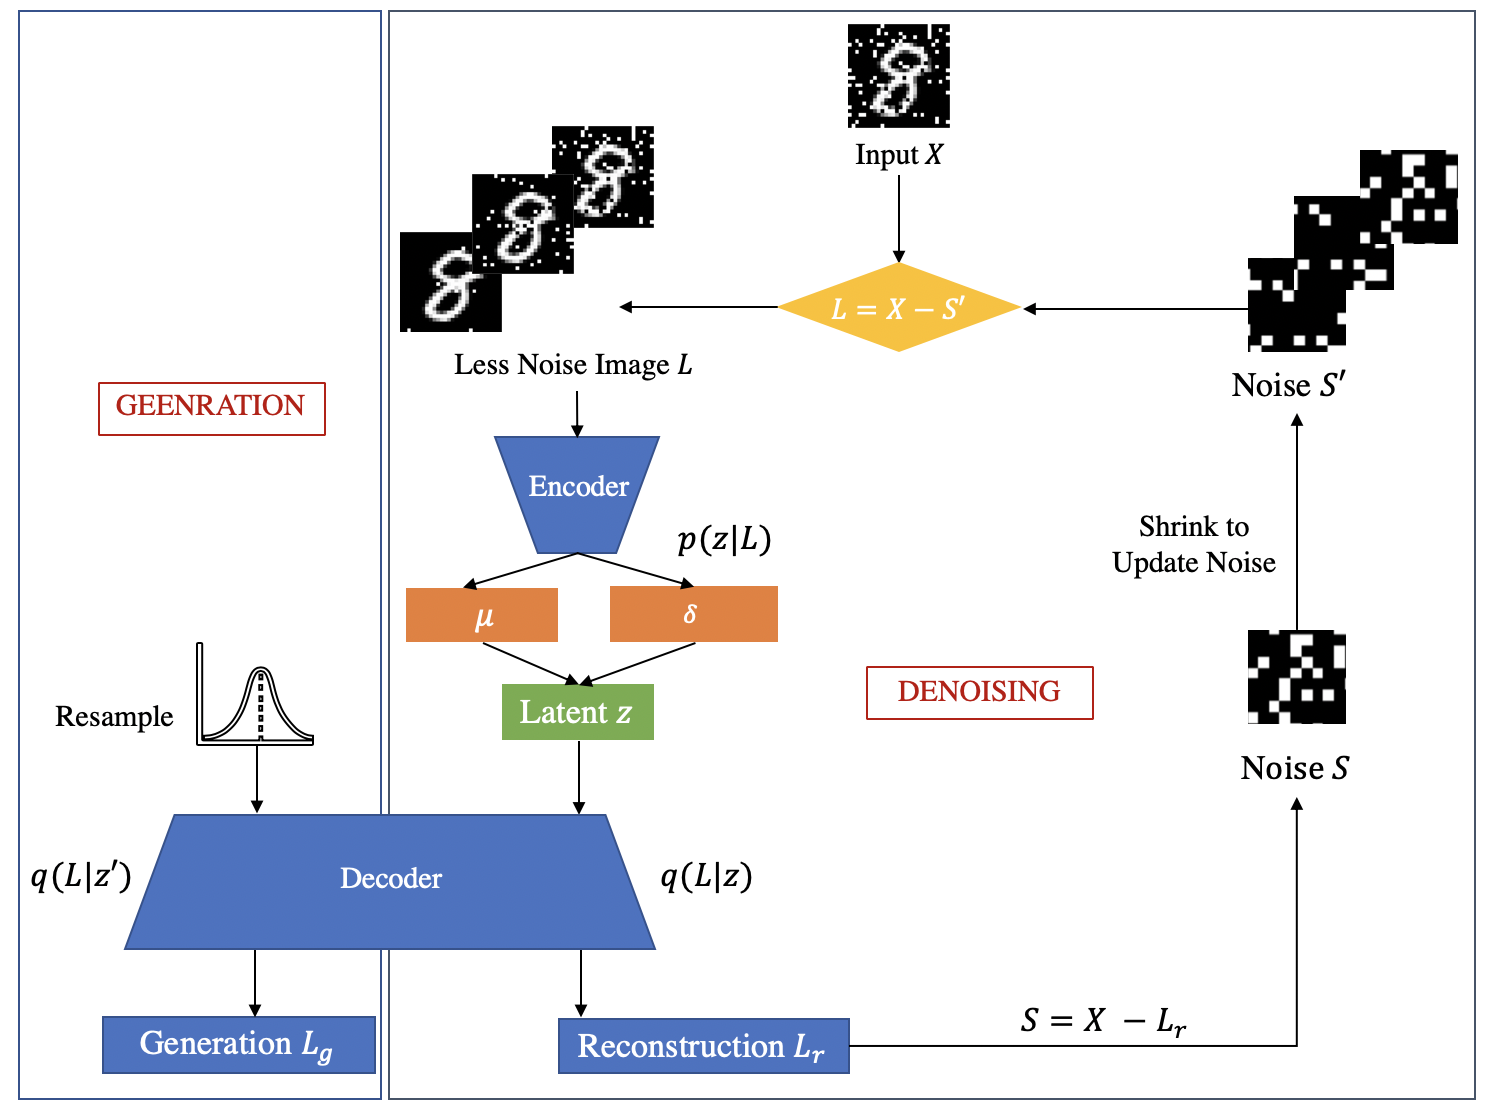 Input X
L = X − S′
Less Noise Image L
Noise S′
GEENRATION
Encoder
p(z|L)
Shrink to
Update Noise
μ
δ
DENOISING
Resample
Latent z
Noise S
q(L|z′)
Decoder
q(L|z)
Generation L_g
Reconstruction L_r
S = X − L_r